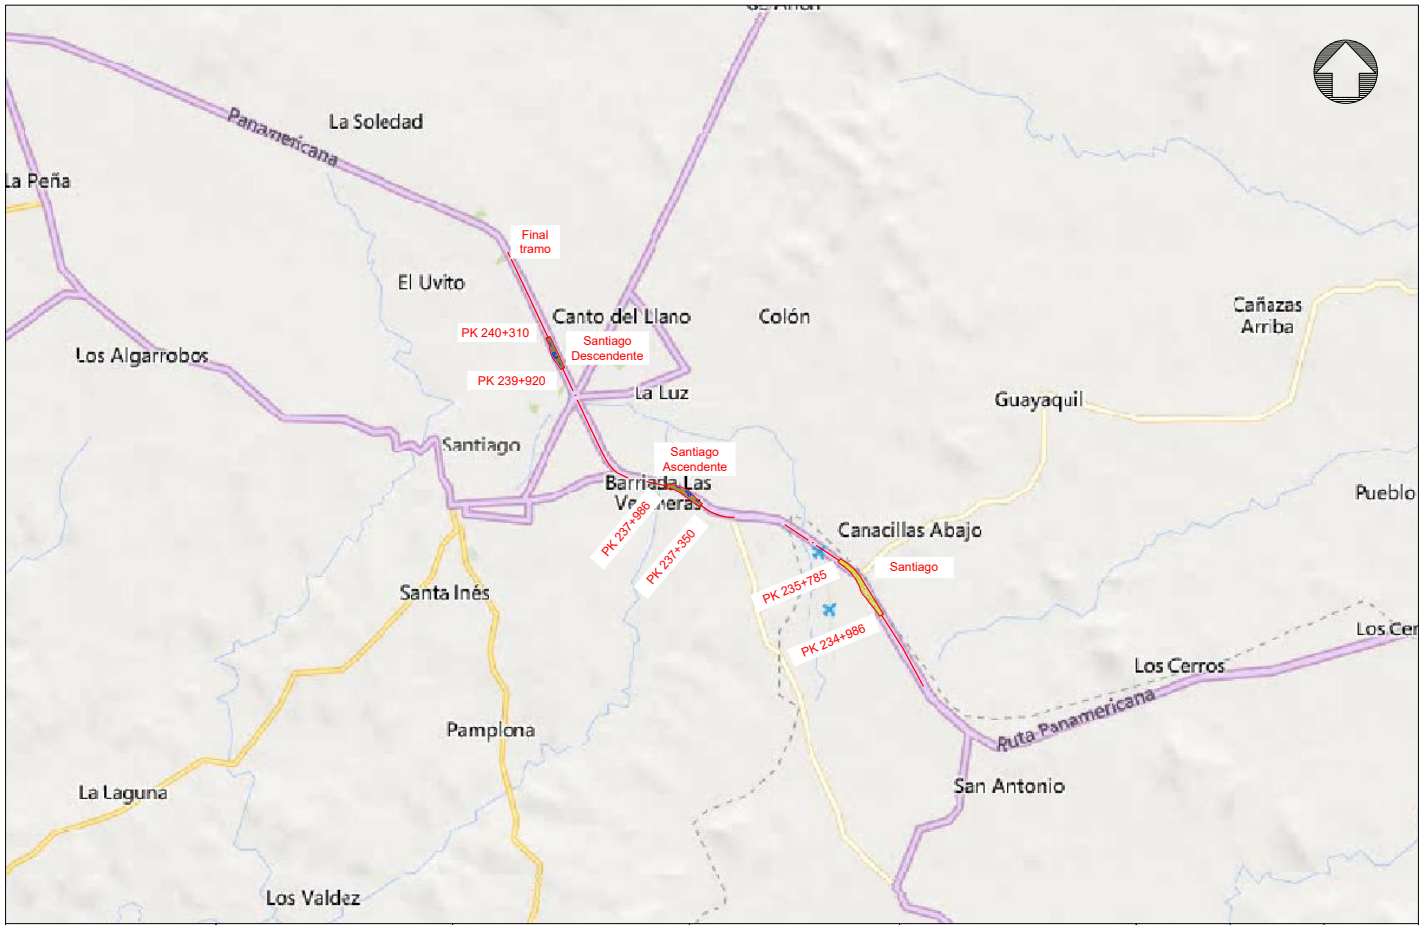 La Soledad
Panamericana
La Peña
Final
tramo
El Uvito
Cañazas
Arriba
Canto del Llano
Colón
PK 240+310
Santiago
Descendente
Los Algarrobos
PK 239+920
La Luz
Guayaquil
Santiago
Santiago
Ascendente
Barriada Las
Pueblo
PK 237+986
PK 237+350
Canacillas Abajo
Santiago
PK 235+785
Santa Inés
PK 234+986
Los Cer
Los Cerros
Ruta Panamericana
Pamplona
San Antonio
La Laguna
Los Valdez